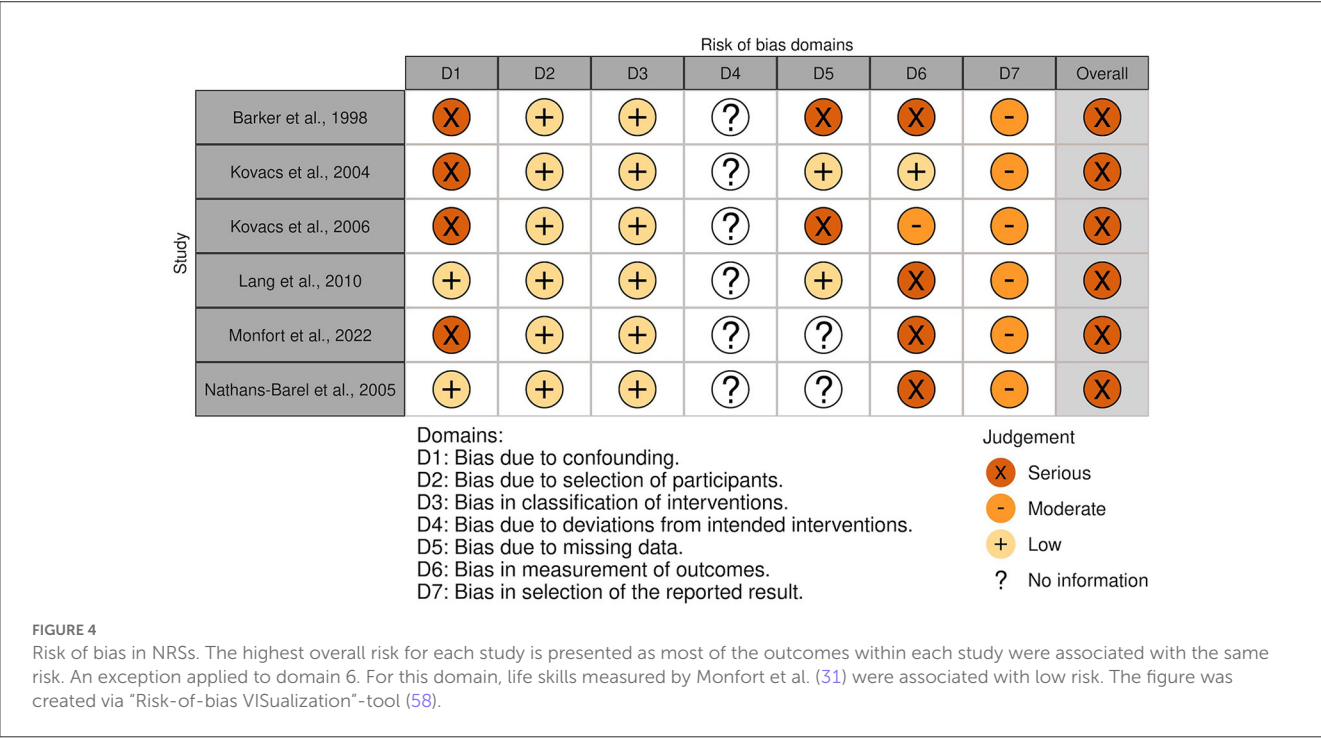 Risk of bias domains
D1 D2 D3 D4 D5 D6 D7 Overall
Study
Barker et al., 1998 X + + ? X X - X
Kovacs et al., 2004 X + + ? + + - X
Kovacs et al., 2006 X + + ? X - - X
Lang et al., 2010 + + + ? + X - X
Monfort et al., 2022 X + + ? ? X - X
Nathans-Barel et al., 2005 + + + ? ? X - X
Domains:
D1: Bias due to confounding.
D2: Bias due to selection of participants.
D3: Bias in classification of interventions.
D4: Bias due to deviations from intended interventions.
D5: Bias due to missing data.
D6: Bias in measurement of outcomes.
D7: Bias in selection of the reported result.
Judgement
X Serious
- Moderate
+ Low
? No information
FIGURE 4
Risk of bias in NRSs. The highest overall risk for each study is presented as most of the outcomes within each study were associated with the same
risk. An exception applied to domain 6. For this domain, life skills measured by Monfort et al. (31) were associated with low risk. The figure was
created via "Risk-of-bias VISualization"-tool (58).